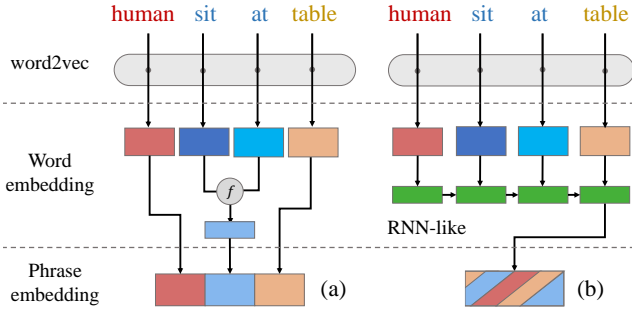 human sit at table
human sit at table
word2vec
Word
embedding
f
RNN-like
Phrase
embedding
(a)
(b)